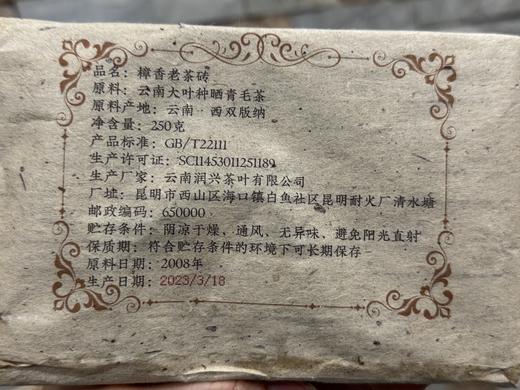 品名：樟香老茶砖
原料：云南大叶种晒青毛茶
原料产地：云南·西双版纳
净含量：250克
产品标准：GB/T22111
生产许可证：SC11453011251189
生产厂家：云南润兴茶叶有限公司
厂址：昆明市西山区海口镇白鱼社区昆明耐火厂清水塘
邮政编码：650000
贮存条件：阴凉干燥、通风、无异味、避免阳光直射
保质期：符合贮存条件的环境下可长期保存
原料日期：2008年
生产日期：2023/3/18